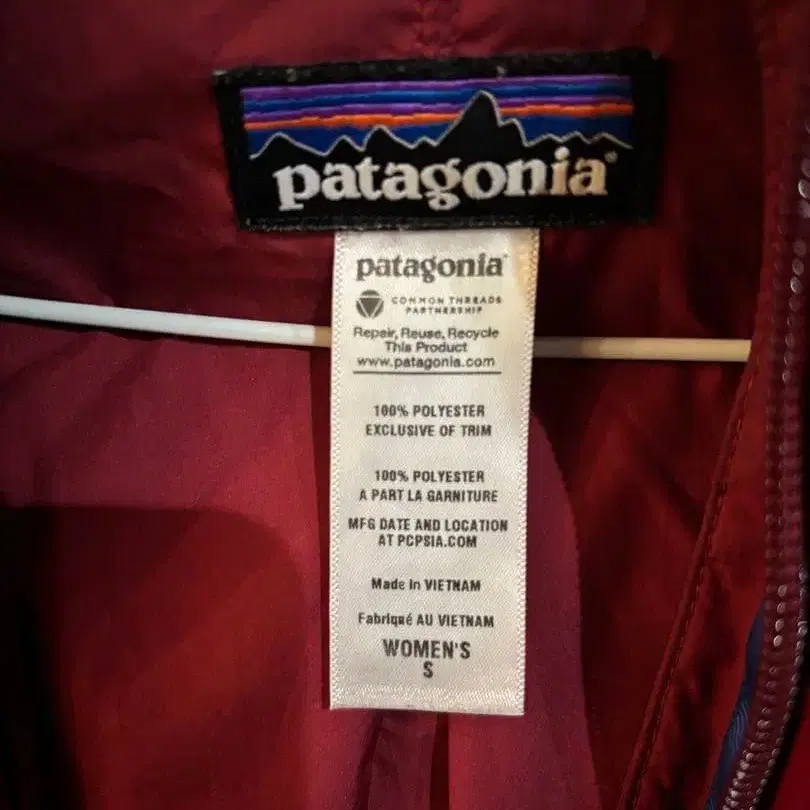 patagonia®
patagonia®
COMMON THREADS
PARTNERSHIP
Repair, Reuse, Recycle
This Product
www.patagonia.com
100% POLYESTER
EXCLUSIVE OF TRIM
100% POLYESTER
À PART LA GARNITURE
MFG DATE AND LOCATION
AT PCPSIA.COM
Made in VIETNAM
Fabriqué AU VIETNAM
WOMEN'S
S